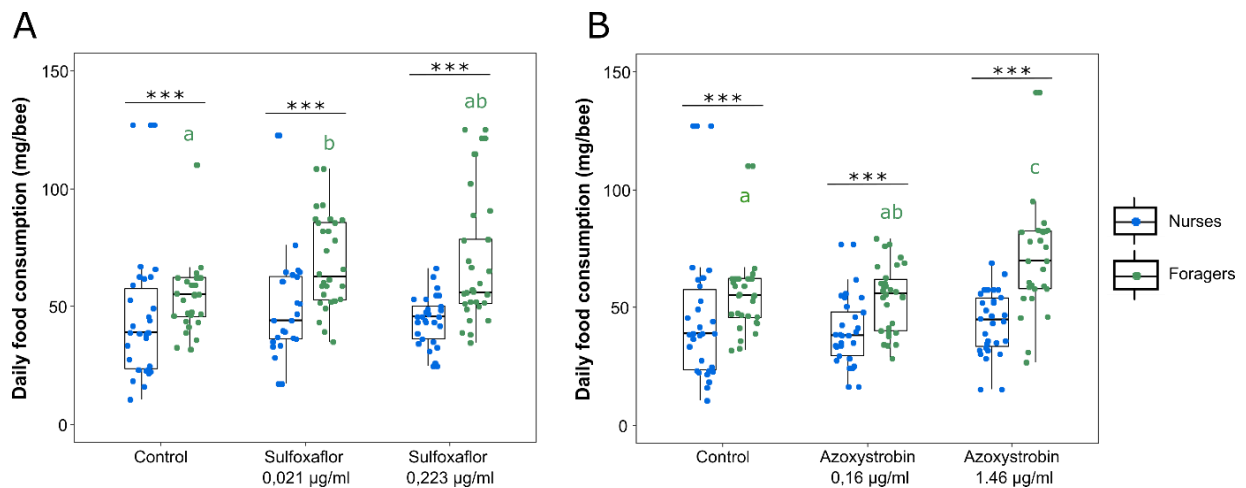 A
Daily food consumption (mg/bee)
150
100
50
0
***
***
***
a
b
ab
Control
Sulfoxaflor
0,021 µg/ml
Sulfoxaflor
0,223 µg/ml
B
Daily food consumption (mg/bee)
150
100
50
0
***
***
***
a
ab
c
Control
Azoxystrobin
0,16 µg/ml
Azoxystrobin
1.46 µg/ml
Nurses
Foragers